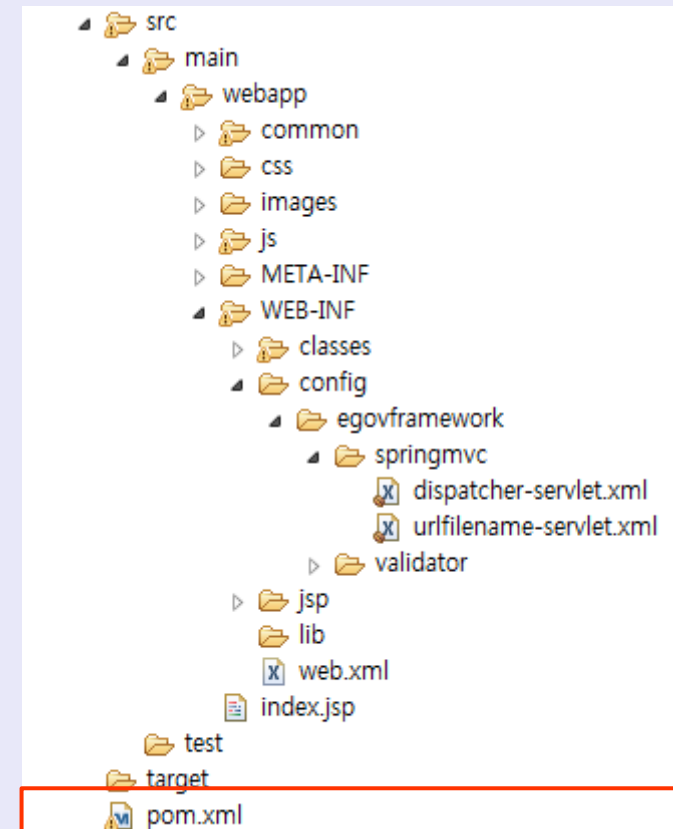 src
main
webapp
common
css
images
js
META-INF
WEB-INF
classes
config
egovframework
springmvc
dispatcher-servlet.xml
urlfilename-servlet.xml
validator
jsp
lib
web.xml
index.jsp
test
target
pom.xml